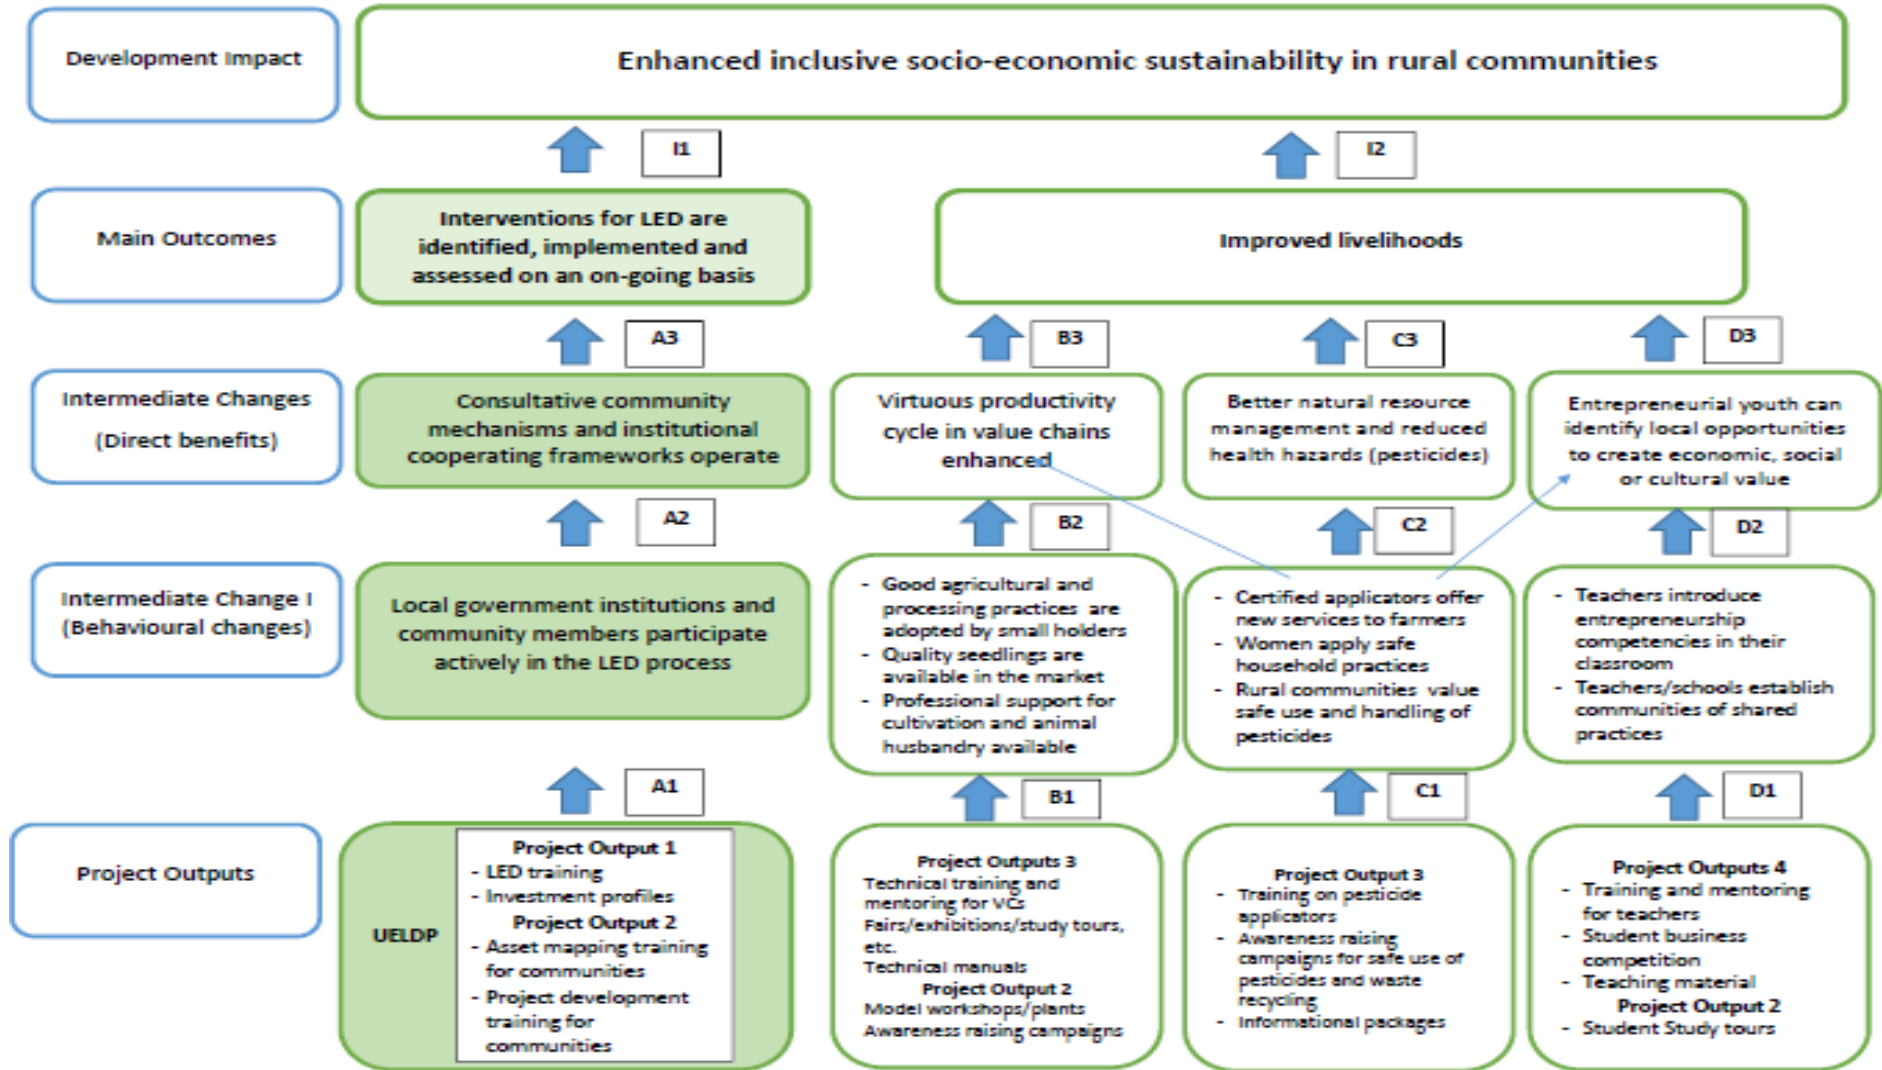 Development Impact
Enhanced inclusive socio-economic sustainability in rural communities
I1
I2
Main Outcomes
Interventions for LED are
identified, implemented and
assessed on an on-going basis
Improved livelihoods
A3
B3
C3
D3
Intermediate Changes
(Direct benefits)
Consultative community
mechanisms and institutional
cooperating frameworks operate
Virtuous productivity
cycle in value chains
enhanced
Better natural resource
management and reduced
health hazards (pesticides)
Entrepreneurial youth can
identify local opportunities
to create economic, social
or cultural value
A2
B2
C2
D2
Intermediate Change I
(Behavioural changes)
Local government institutions and
community members participate
actively in the LED process
- Good agricultural and
processing practices are
adopted by small holders
- Quality seedlings are
available in the market
- Professional support for
cultivation and animal
husbandry available
- Certified applicators offer
new services to farmers
- Women apply safe
household practices
- Rural communities value
safe use and handling of
pesticides
- Teachers introduce
entrepreneurship
competencies in their
classroom
- Teachers/schools establish
communities of shared
practices
A1
B1
C1
D1
Project Outputs
UELDP
Project Output 1
- LED training
- Investment profiles
Project Output 2
- Asset mapping training
for communities
- Project development
training for
communities
Project Outputs 3
Technical training and
mentoring for VCs
Fairs/exhibitions/study tours,
etc.
Technical manuals
Project Output 2
Model workshops/plants
Awareness raising campaigns
Project Output 3
- Training on pesticide
applicators
- Awareness raising
campaigns for safe use of
pesticides and waste
recycling
- Informational packages
Project Outputs 4
- Training and mentoring
for teachers
- Student business
competition
- Teaching material
Project Output 2
- Student Study tours